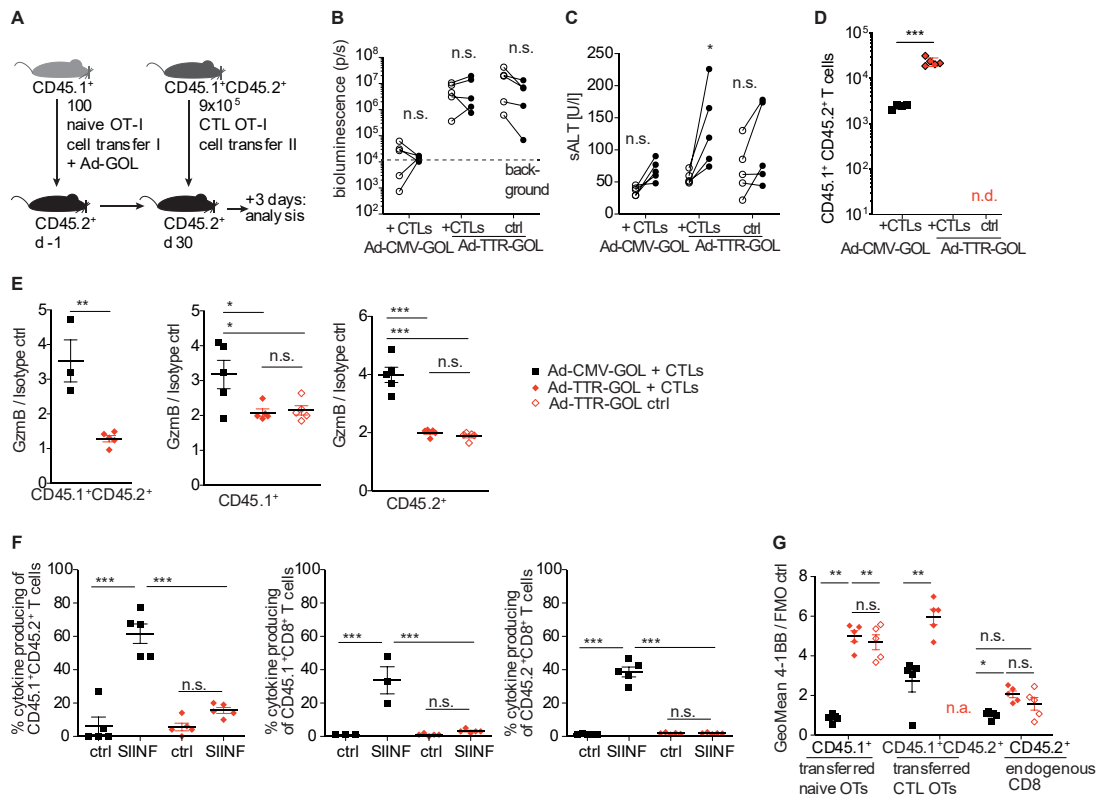 A
CD45.1⁺
CD45.1⁺CD45.2⁺
100
naive OT-I
cell transfer I
+ Ad-GOL
9x10⁵
CTL OT-I
cell transfer II
+3 days:
analysis
CD45.2⁺
d -1
CD45.2⁺
d 30
B
bioluminescence (p/s)
10⁸
10⁷
10⁶
10⁵
10⁴
10³
10²
n.s.
n.s.
n.s.
back-
ground
+ CTLs
+CTLs
ctrl
Ad-CMV-GOL
Ad-TTR-GOL
C
sALT [U/l]
250
200
150
100
50
0
n.s.
*
n.s.
+ CTLs
+CTLs
ctrl
Ad-CMV-GOL
Ad-TTR-GOL
D
CD45.1⁺ CD45.2⁺ T cells
10⁵
10⁴
10³
10²
10¹
***
n.d.
+CTLs
+CTLs
ctrl
Ad-CMV-GOL
Ad-TTR-GOL
E
GzmB / Isotype ctrl
5
4
3
2
1
0
**
CD45.1⁺CD45.2⁺
GzmB / Isotype ctrl
5
4
3
2
1
0
*
*
n.s.
CD45.1⁺
GzmB / Isotype ctrl
6
4
2
0
***
***
n.s.
CD45.2⁺
Ad-CMV-GOL + CTLs
Ad-TTR-GOL + CTLs
Ad-TTR-GOL ctrl
F
% cytokine producing of
CD45.1⁺CD45.2⁺ T cells
100
80
60
40
20
0
***
***
n.s.
ctrl
SIINF
ctrl
SIINF
% cytokine producing
of CD45.1⁺CD8⁺ T cells
100
80
60
40
20
0
***
***
n.s.
ctrl
SIINF
ctrl
SIINF
% cytokine producing
of CD45.2⁺CD8⁺ T cells
100
80
60
40
20
0
***
***
n.s.
ctrl
SIINF
ctrl
SIINF
G
GeoMean 4-1BB / FMO ctrl
8
6
4
2
0
**
**
n.s.
**
n.a.
n.s.
*
n.s.
CD45.1⁺
CD45.1⁺CD45.2⁺
CD45.2⁺
transferred
naive OTs
transferred
CTL OTs
endogenous
CD8